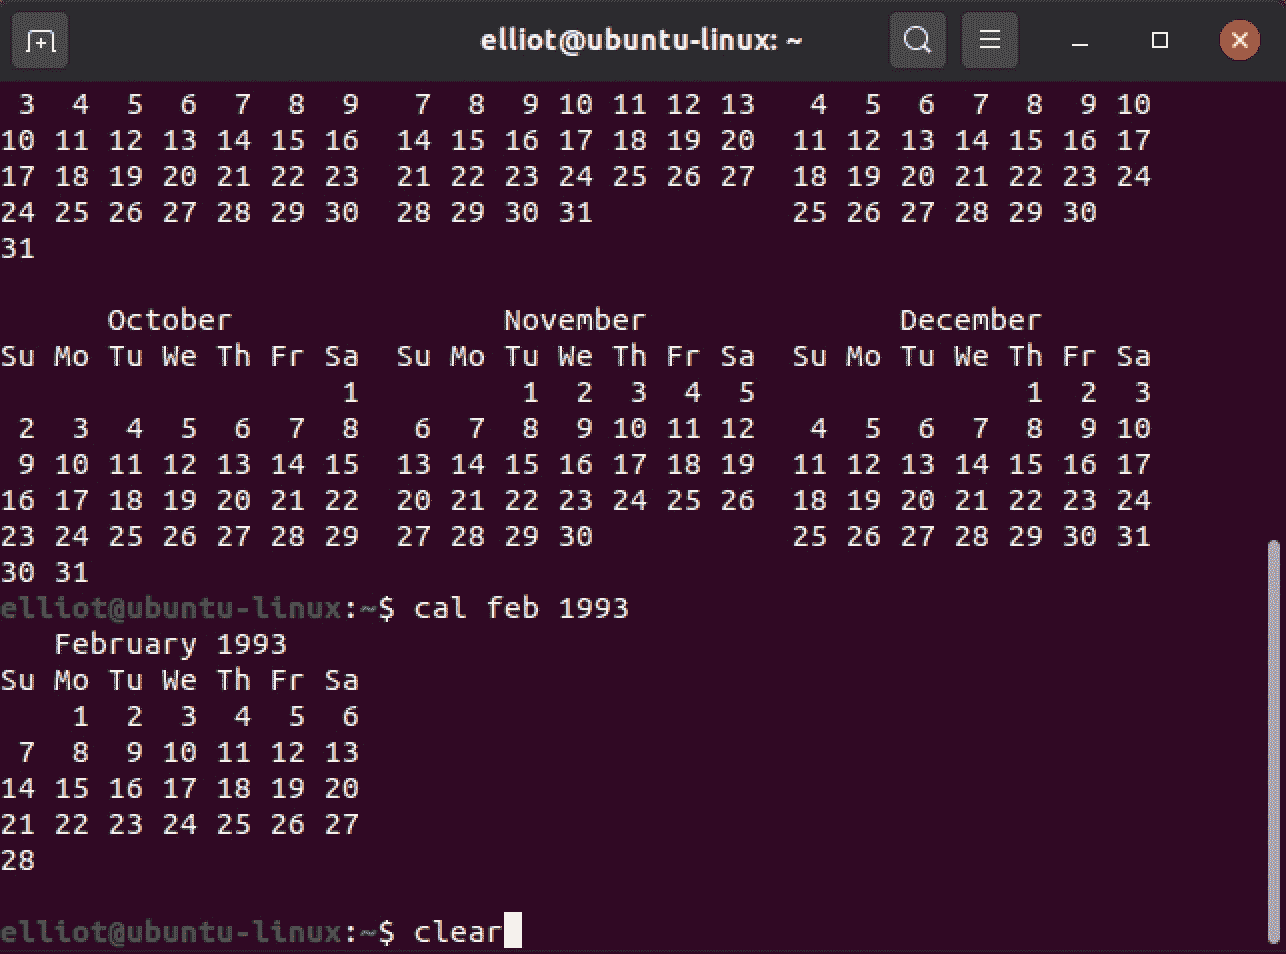 elliot@ubuntu-linux: ~
 3  4  5  6  7  8  9   7  8  9 10 11 12 13   4  5  6  7  8  9 10
10 11 12 13 14 15 16  14 15 16 17 18 19 20  11 12 13 14 15 16 17
17 18 19 20 21 22 23  21 22 23 24 25 26 27  18 19 20 21 22 23 24
24 25 26 27 28 29 30  28 29 30 31           25 26 27 28 29 30
31
      October               November              December
Su Mo Tu We Th Fr Sa  Su Mo Tu We Th Fr Sa  Su Mo Tu We Th Fr Sa
                   1         1  2  3  4  5               1  2  3
 2  3  4  5  6  7  8   6  7  8  9 10 11 12   4  5  6  7  8  9 10
 9 10 11 12 13 14 15  13 14 15 16 17 18 19  11 12 13 14 15 16 17
16 17 18 19 20 21 22  20 21 22 23 24 25 26  18 19 20 21 22 23 24
23 24 25 26 27 28 29  27 28 29 30           25 26 27 28 29 30 31
30 31
elliot@ubuntu-linux:~$ cal feb 1993
   February 1993
Su Mo Tu We Th Fr Sa
    1  2  3  4  5  6
 7  8  9 10 11 12 13
14 15 16 17 18 19 20
21 22 23 24 25 26 27
28
elliot@ubuntu-linux:~$ clear